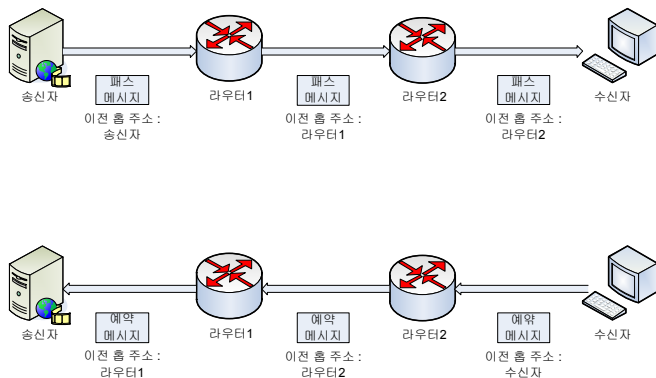 패스
메시지
패스
메시지
패스
메시지
송신자
라우터1
라우터2
수신자
이전 홉 주소 :
송신자
이전 홉 주소 :
라우터1
이전 홉 주소 :
라우터2
예약
메시지
예약
메시지
예약
메시지
송신자
라우터1
라우터2
수신자
이전 홉 주소 :
라우터1
이전 홉 주소 :
라우터2
이전 홉 주소 :
수신자